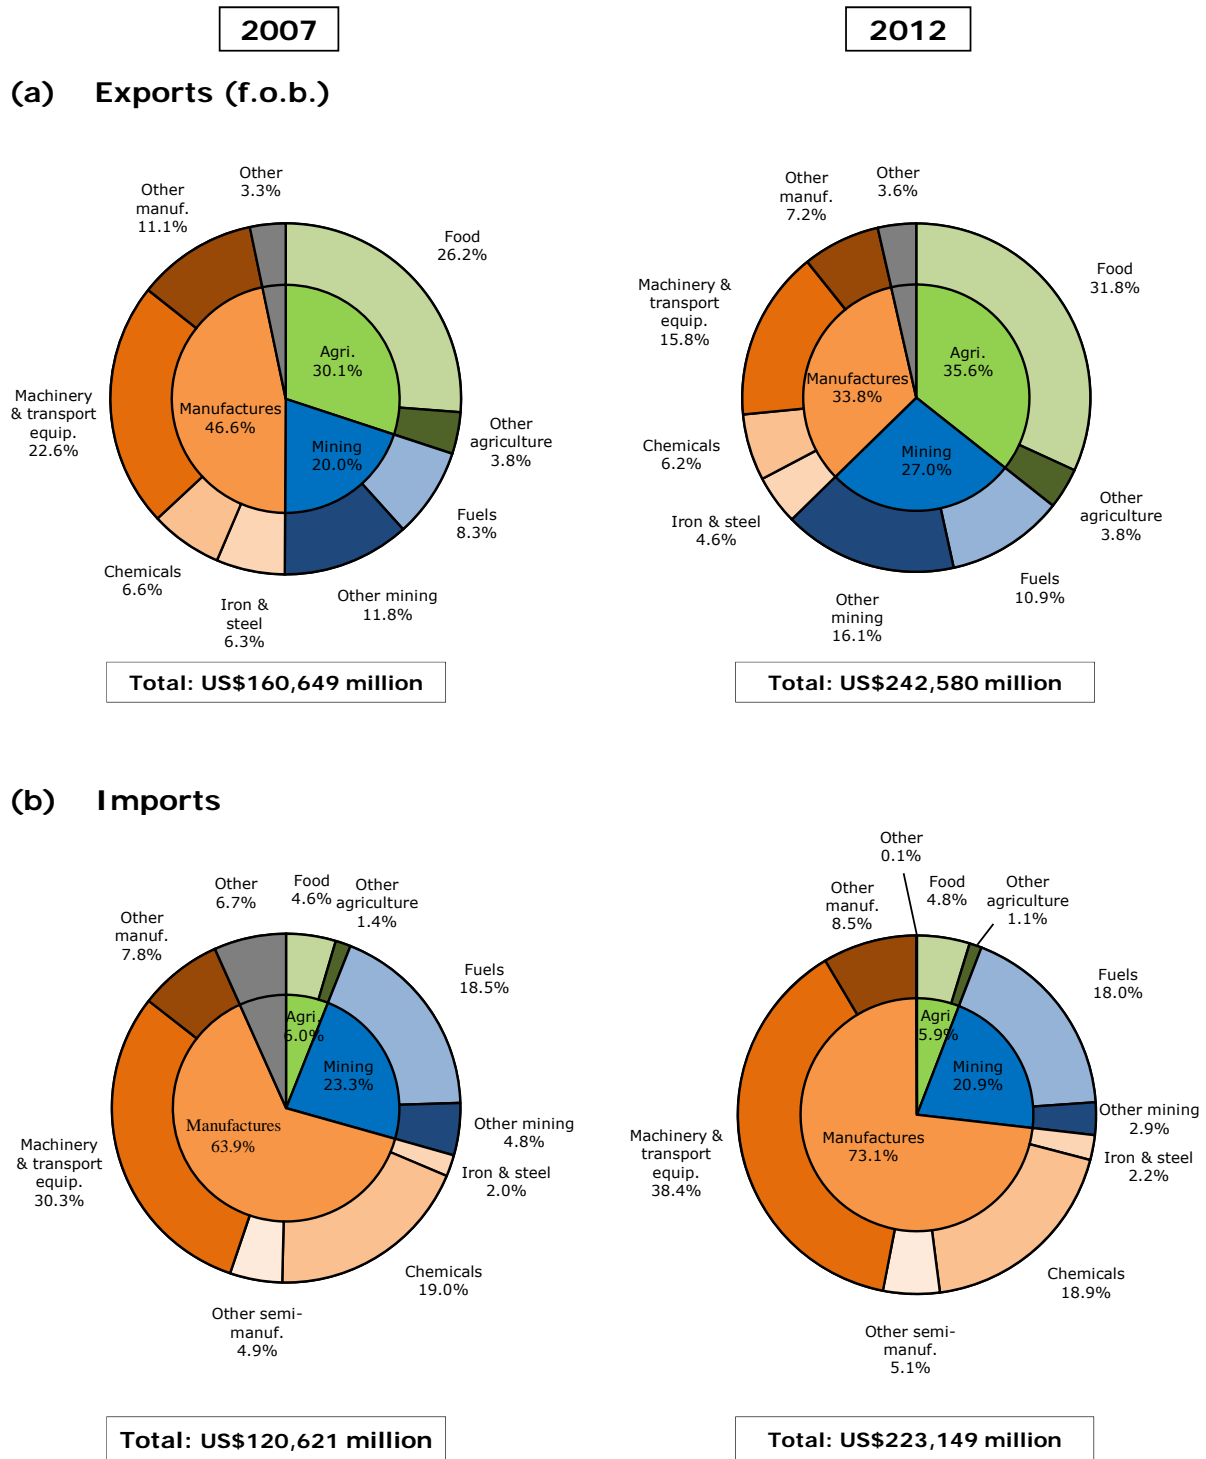 2007
2012
(a) Exports (f.o.b.)
Other
3.3%
Other
manuf.
11.1%
Food
26.2%
Agri.
30.1%
Manufactures
46.6%
Mining
20.0%
Machinery
& transport
equip.
22.6%
Other
agriculture
3.8%
Fuels
8.3%
Chemicals
6.6%
Iron &
steel
6.3%
Other mining
11.8%
Total: US$160,649 million
Other
manuf.
7.2%
Other
3.6%
Food
31.8%
Machinery &
transport
equip.
15.8%
Agri.
35.6%
Manufactures
33.8%
Mining
27.0%
Chemicals
6.2%
Iron & steel
4.6%
Other
agriculture
3.8%
Fuels
10.9%
Other
mining
16.1%
Total: US$242,580 million
(b) Imports
Other
6.7%
Food
4.6%
Other
agriculture
1.4%
Other
manuf.
7.8%
Fuels
18.5%
Agri.
6.0%
Mining
23.3%
Manufactures
63.9%
Other mining
4.8%
Iron & steel
2.0%
Machinery
& transport
equip.
30.3%
Chemicals
19.0%
Other semi-
manuf.
4.9%
Total: US$120,621 million
Other
0.1%
Other
manuf.
8.5%
Food
4.8%
Other
agriculture
1.1%
Fuels
18.0%
Agri
5.9%
Mining
20.9%
Manufactures
73.1%
Other mining
2.9%
Iron & steel
2.2%
Machinery &
transport
equip.
38.4%
Chemicals
18.9%
Other semi-
manuf.
5.1%
Total: US$223,149 million